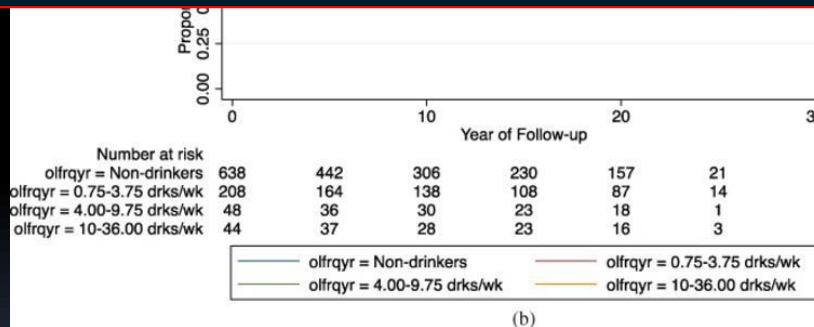 0.25
0.00
0 10 20
Year of Follow-up
Number at risk
olfrqyr = Non-drinkers 638 442 306 230 157 21
olfrqyr = 0.75-3.75 drks/wk 208 164 138 108 87 14
olfrqyr = 4.00-9.75 drks/wk 48 36 30 23 18 1
olfrqyr = 10-36.00 drks/wk 44 37 28 23 16 3
olfrqyr = Non-drinkers olfrqyr = 0.75-3.75 drks/wk
olfrqyr = 4.00-9.75 drks/wk olfrqyr = 10-36.00 drks/wk
(b)